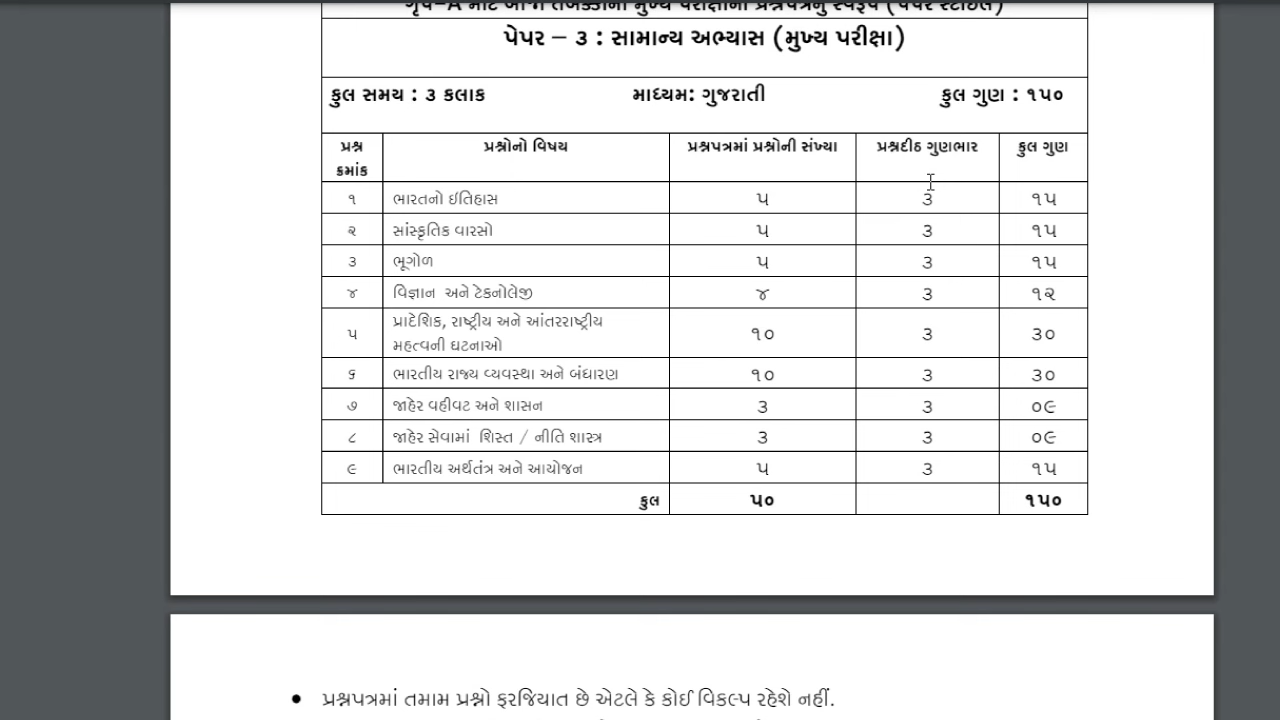 ગ્રુપ-A માટે બીજા તબક્કાની મુખ્ય પરીક્ષાના પ્રશ્નપત્રનું સ્વરૂપ (પેપર સ્ટાઈલ)
પેપર – ૩ : સામાન્ય અભ્યાસ (મુખ્ય પરીક્ષા)
કુલ સમય : ૩ કલાક માધ્યમ: ગુજરાતી કુલ ગુણ : ૧૫૦
પ્રશ્ન ક્રમાંક પ્રશ્નોનો વિષય પ્રશ્નપત્રમાં પ્રશ્નોની સંખ્યા પ્રશ્નદીઠ ગુણભાર કુલ ગુણ
૧ ભારતનો ઈતિહાસ ૫ ૩ ૧૫
૨ સાંસ્કૃતિક વારસો ૫ ૩ ૧૫
૩ ભૂગોળ ૫ ૩ ૧૫
૪ વિજ્ઞાન અને ટેકનોલેજી ૪ ૩ ૧૨
૫ પ્રાદેશિક, રાષ્ટ્રીય અને આંતરરાષ્ટ્રીય
મહત્વની ઘટનાઓ ૧૦ ૩ ૩૦
૬ ભારતીય રાજ્ય વ્યવસ્થા અને બંધારણ ૧૦ ૩ ૩૦
૭ જાહેર વહીવટ અને શાસન ૩ ૩ ૦૯
૮ જાહેર સેવામાં શિસ્ત / નીતિ શાસ્ત્ર ૩ ૩ ૦૯
૯ ભારતીય અર્થતંત્ર અને આયોજન ૫ ૩ ૧૫
કુલ ૫૦ ૧૫૦
• પ્રશ્નપત્રમાં તમામ પ્રશ્નો ફરજિયાત છે એટલે કે કોઈ વિકલ્પ રહેશે નહીં.